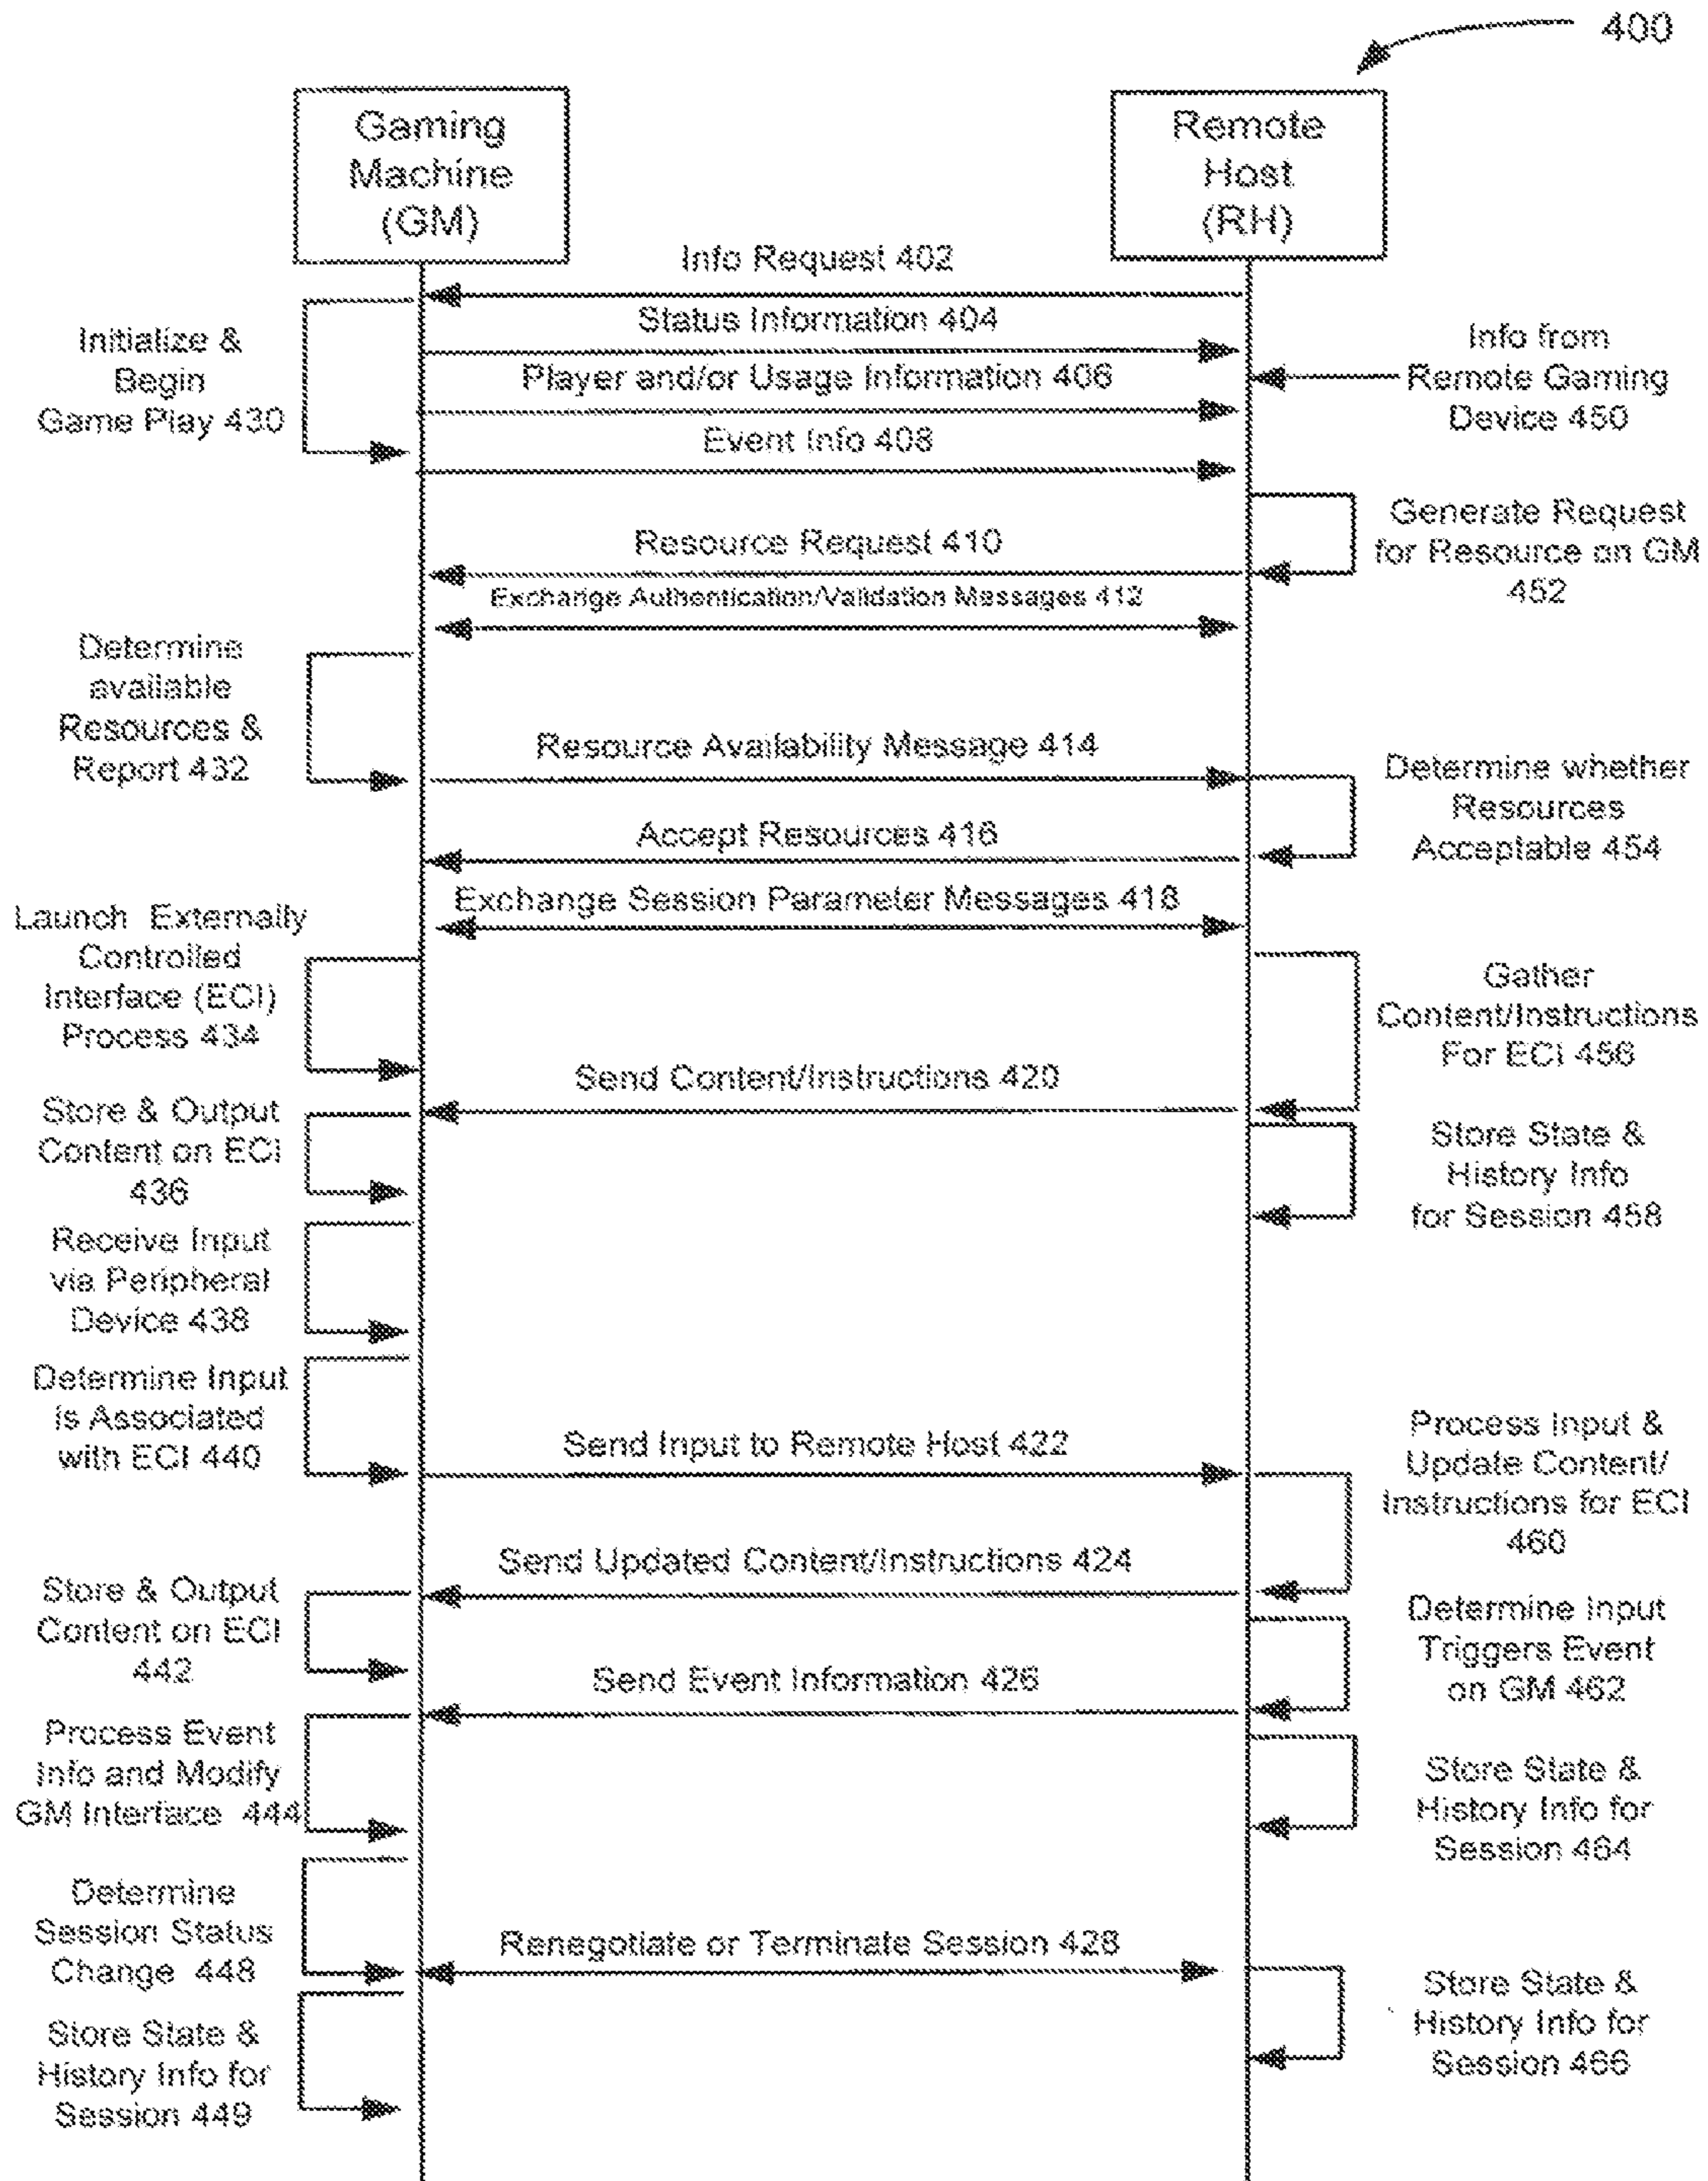 400
Gaming
Machine
(GM)
Remote
Host
(RH)
Info Request 402
Status Information 404
Initialize &
Begin
Game Play 430
Info from
Remote Gaming
Device 450
Player and/or Usage Information 406
Event Info 408
Generate Request
for Resource on GM
452
Resource Request 410
Exchange Authentication/Validation Messages 412
Determine
available
Resources &
Report 432
Resource Availability Message 414
Determine whether
Resources
Acceptable 454
Accept Resources 416
Exchange Session Parameter Messages 418
Launch Externally
Controlled
Interface (ECI)
Process 434
Gather
Content/Instructions
For ECI 456
Send Content/Instructions 420
Store & Output
Content on ECI
436
Store State &
History Info
for Session 458
Receive Input
via Peripheral
Device 438
Determine Input
is Associated
with ECI 440
Send Input to Remote Host 422
Process Input &
Update Content/
Instructions for ECI
460
Send Updated Content/Instructions 424
Store & Output
Content on ECI
442
Determine Input
Triggers Event
on GM 462
Send Event Information 426
Process Event
Info and Modify
GM Interface 444
Store State &
History Info for
Session 464
Determine
Session Status
Change 448
Renegotiate or Terminate Session 428
Store State &
History Info for
Session 466
Store State &
History Info for
Session 449